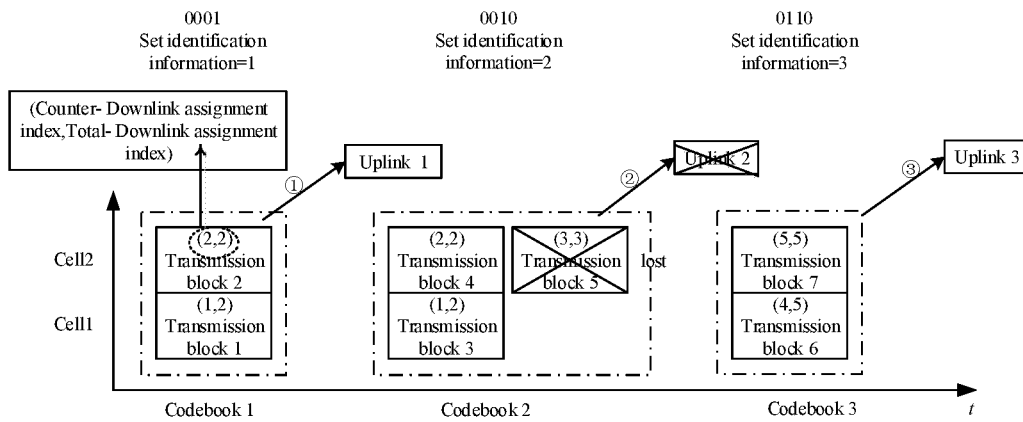 0001
Set identification
information=1
0010
Set identification
information=2
0110
Set identification
information=3
(Counter- Downlink assignment
index,Total- Downlink assignment
index)
①
Uplink 1
②
Uplink 2
③
Uplink 3
Cell2
(2,2)
Transmission
block 2
(2,2)
Transmission
block 4
(3,3)
Transmission
block 5
lost
(5,5)
Transmission
block 7
Cell1
(1,2)
Transmission
block 1
(1,2)
Transmission
block 3
(4,5)
Transmission
block 6
Codebook 1
Codebook 2
Codebook 3
t